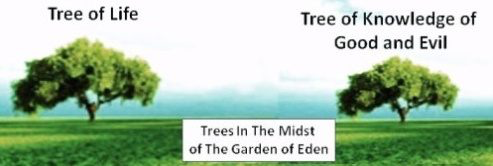 Tree of Life
Tree of Knowledge of
Good and Evil
Trees In The Midst
of The Garden of Eden